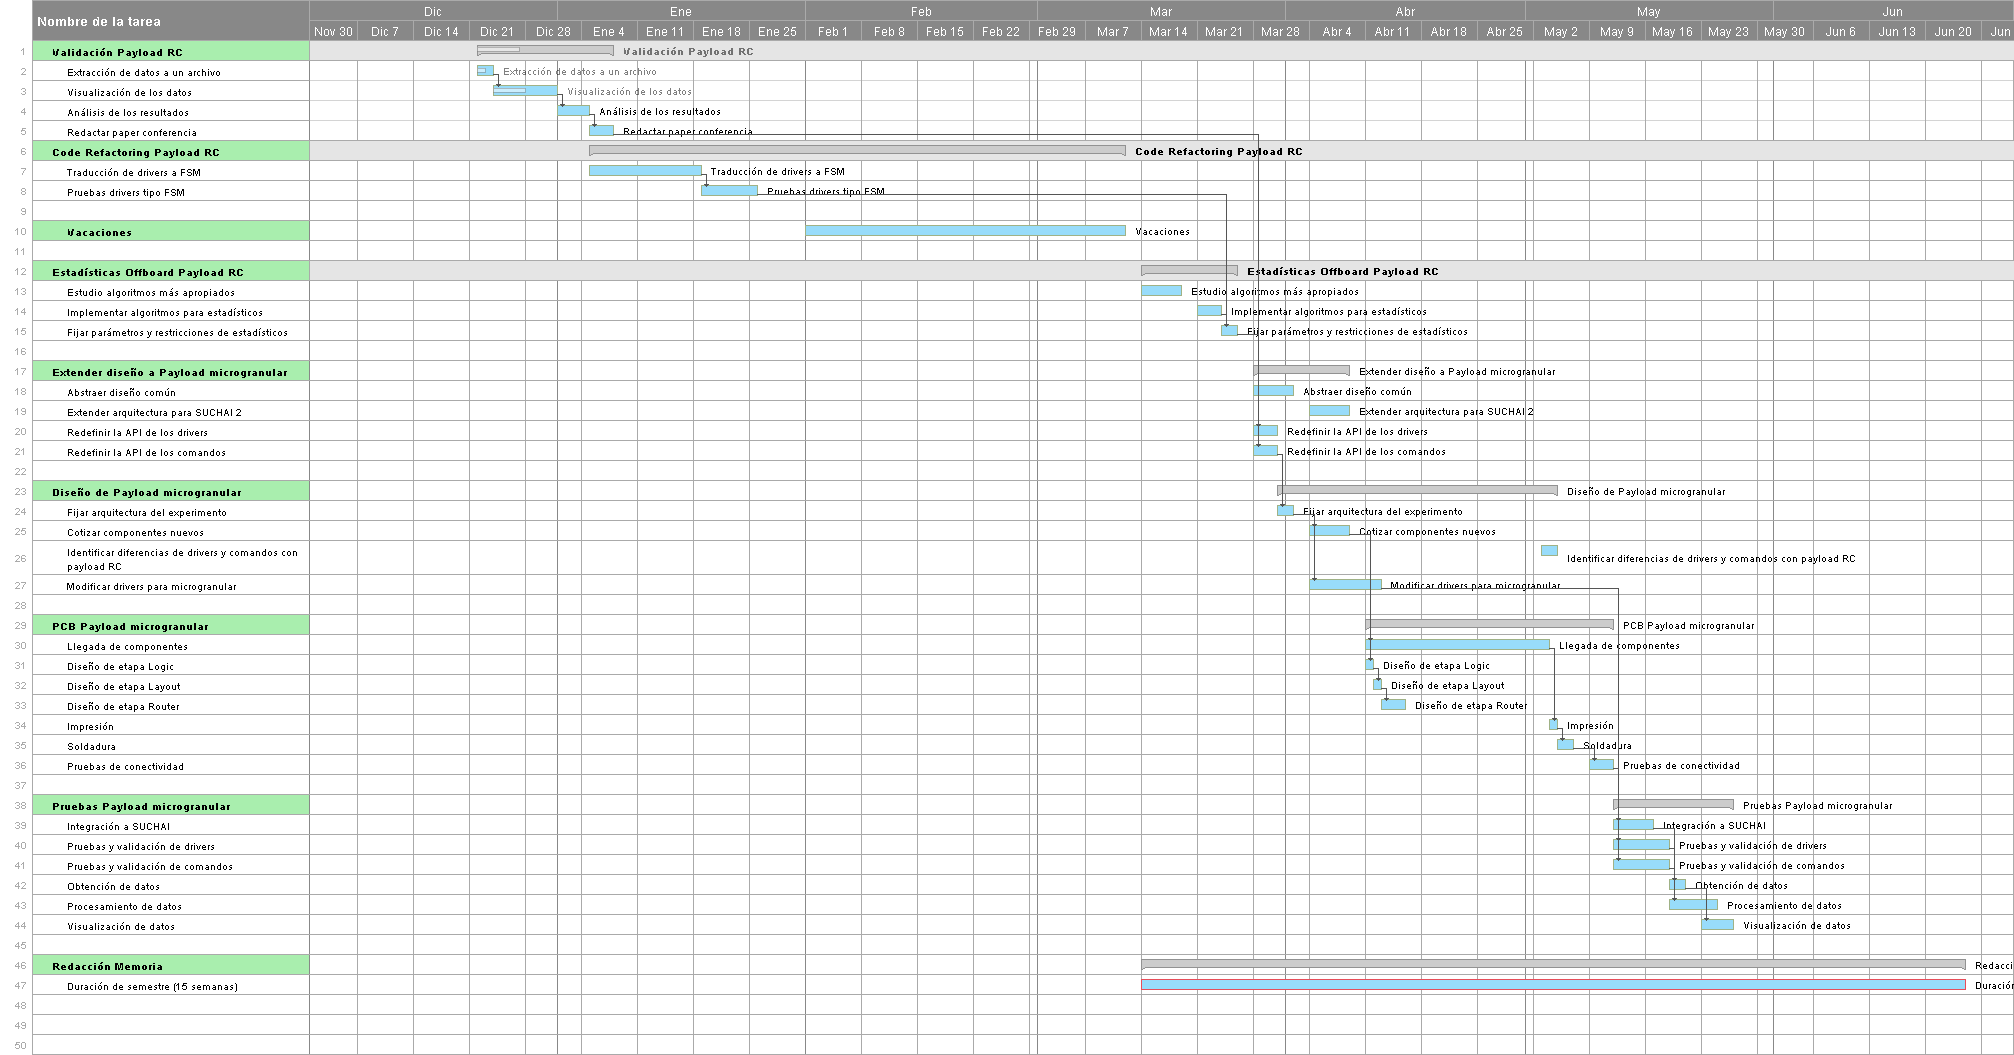 Nombre de la tarea
Dic Ene Feb Mar Abr May Jun
Nov 30 Dic 7 Dic 14 Dic 21 Dic 28 Ene 4 Ene 11 Ene 18 Ene 25 Feb 1 Feb 8 Feb 15 Feb 22 Feb 29 Mar 7 Mar 14 Mar 21 Mar 28 Abr 4 Abr 11 Abr 18 Abr 25 May 2 May 9 May 16 May 23 May 30 Jun 6 Jun 13 Jun 20 Jun
1 Validación Payload RC Validación Payload RC
2 Extracción de datos a un archivo Extracción de datos a un archivo
3 Visualización de los datos Visualización de los datos
4 Análisis de los resultados Análisis de los resultados
5 Redactar paper conferencia Redactar paper conferencia
6 Code Refactoring Payload RC Code Refactoring Payload RC
7 Traducción de drivers a FSM Traducción de drivers a FSM
8 Pruebas drivers tipo FSM Pruebas drivers tipo FSM
9
10 Vacaciones Vacaciones
11
12 Estadísticas Offboard Payload RC Estadísticas Offboard Payload RC
13 Estudio algoritmos más apropiados Estudio algoritmos más apropiados
14 Implementar algoritmos para estadísticos Implementar algoritmos para estadísticos
15 Fijar parámetros y restricciones de estadísticos Fijar parámetros y restricciones de estadísticos
16
17 Extender diseño a Payload microgranular Extender diseño a Payload microgranular
18 Abstraer diseño común Abstraer diseño común
19 Extender arquitectura para SUCHAI 2 Extender arquitectura para SUCHAI 2
20 Redefinir la API de los drivers Redefinir la API de los drivers
21 Redefinir la API de los comandos Redefinir la API de los comandos
22
23 Diseño de Payload microgranular Diseño de Payload microgranular
24 Fijar arquitectura del experimento Fijar arquitectura del experimento
25 Cotizar componentes nuevos Cotizar componentes nuevos
26 Identificar diferencias de drivers y comandos con
payload RC
Identificar diferencias de drivers y comandos con payload RC
27 Modificar drivers para microgranular Modificar drivers para microgranular
28
29 PCB Payload microgranular PCB Payload microgranular
30 Llegada de componentes Llegada de componentes
31 Diseño de etapa Logic Diseño de etapa Logic
32 Diseño de etapa Layout Diseño de etapa Layout
33 Diseño de etapa Router Diseño de etapa Router
34 Impresión Impresión
35 Soldadura Soldadura
36 Pruebas de conectividad Pruebas de conectividad
37
38 Pruebas Payload microgranular Pruebas Payload microgranular
39 Integración a SUCHAI Integración a SUCHAI
40 Pruebas y validación de drivers Pruebas y validación de drivers
41 Pruebas y validación de comandos Pruebas y validación de comandos
42 Obtención de datos Obtención de datos
43 Procesamiento de datos Procesamiento de datos
44 Visualización de datos Visualización de datos
45
46 Redacción Memoria Redacci
47 Duración de semestre (15 semanas) Duración
48
49
50